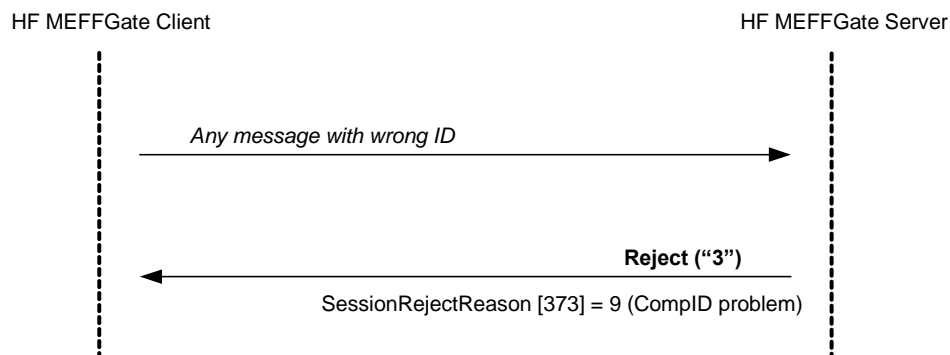 HF MEFFGate Client
HF MEFFGate Server
Any message with wrong ID
Reject (“3”)
SessionRejectReason [373] = 9 (CompID problem)